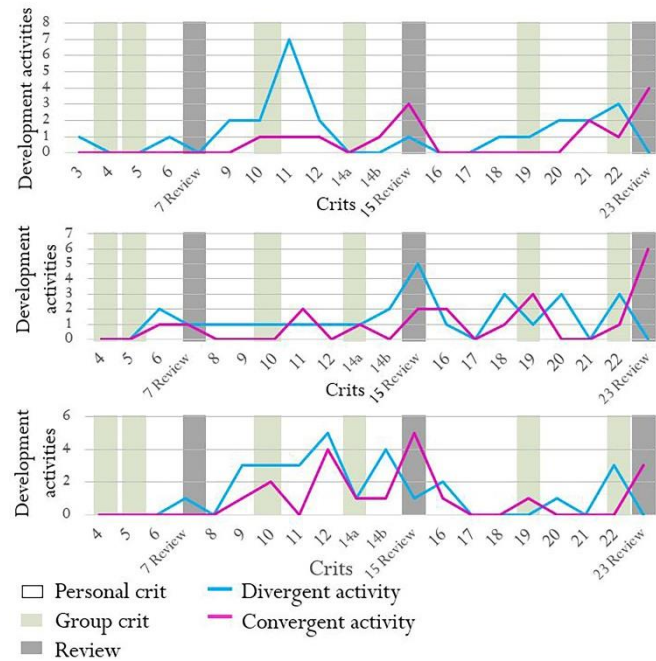 Development activities
8
7
6
5
4
3
2
1
0
3 4 5 6 7 Review 9 10 11 12 14a 14b 15 Review 16 17 18 19 20 21 22 23 Review
Crits
Development
activities
7
6
5
4
3
2
1
0
4 5 6 7 Review 8 9 10 11 12 14a 14b 15 Review 16 17 18 19 20 21 22 23 Review
Crits
Development
activities
6
4
2
0
4 5 6 7 Review 8 9 10 11 12 14a 14b 15 Review 16 17 18 19 20 21 22 23 Review
Crits
Personal crit Divergent activity
Group crit Convergent activity
Review